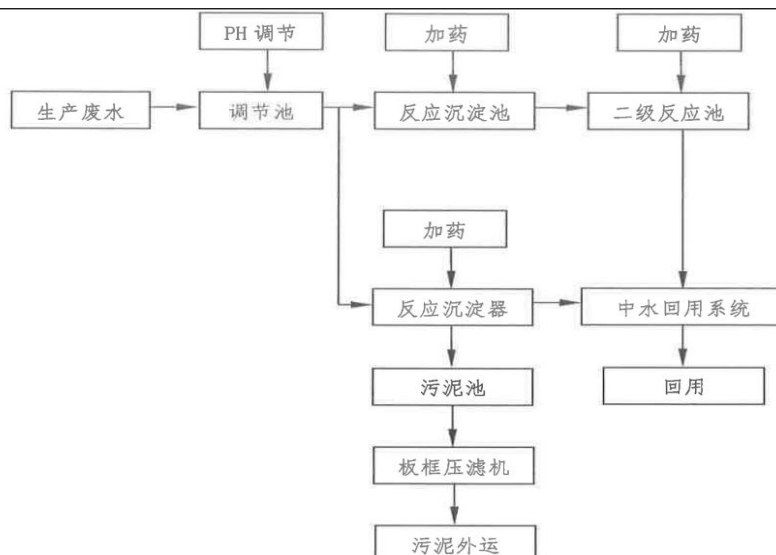 PH 调节
加药
加药
生产废水
调节池
反应沉淀池
二级反应池
加药
反应沉淀器
中水回用系统
污泥池
回用
板框压滤机
污泥外运